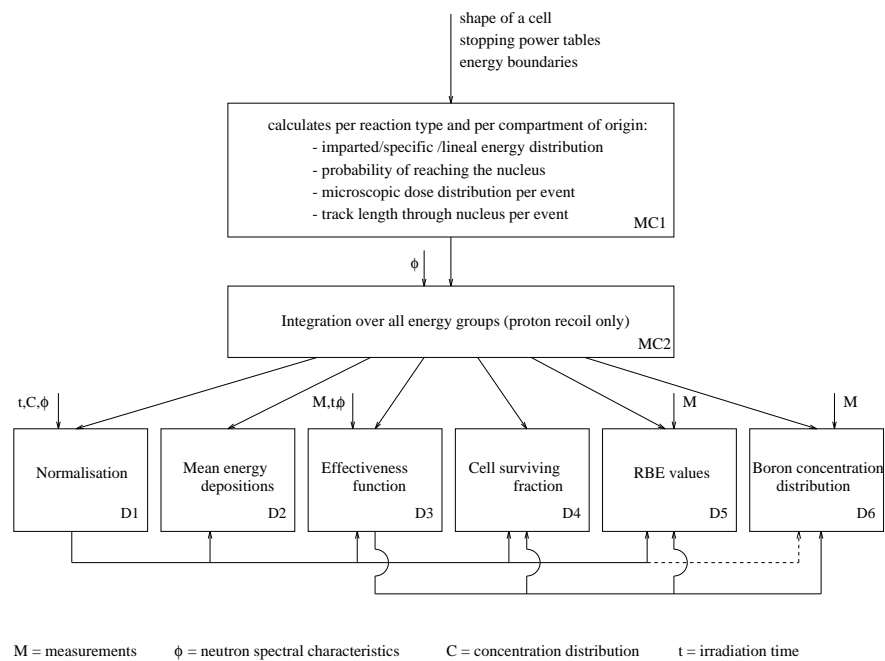 shape of a cell
stopping power tables
energy boundaries
calculates per reaction type and per compartment of origin:
- imparted/specific /lineal energy distribution
- probability of reaching the nucleus
- microscopic dose distribution per event
- track length through nucleus per event
MC1
ϕ
Integration over all energy groups (proton recoil only)
MC2
t,C,ϕ
M,t,ϕ
M
M
Normalisation
D1
Mean energy
depositions
D2
Effectiveness
function
D3
Cell surviving
fraction
D4
RBE values
D5
Boron concentration
distribution
D6
M = measurements ϕ = neutron spectral characteristics C = concentration distribution t = irradiation time